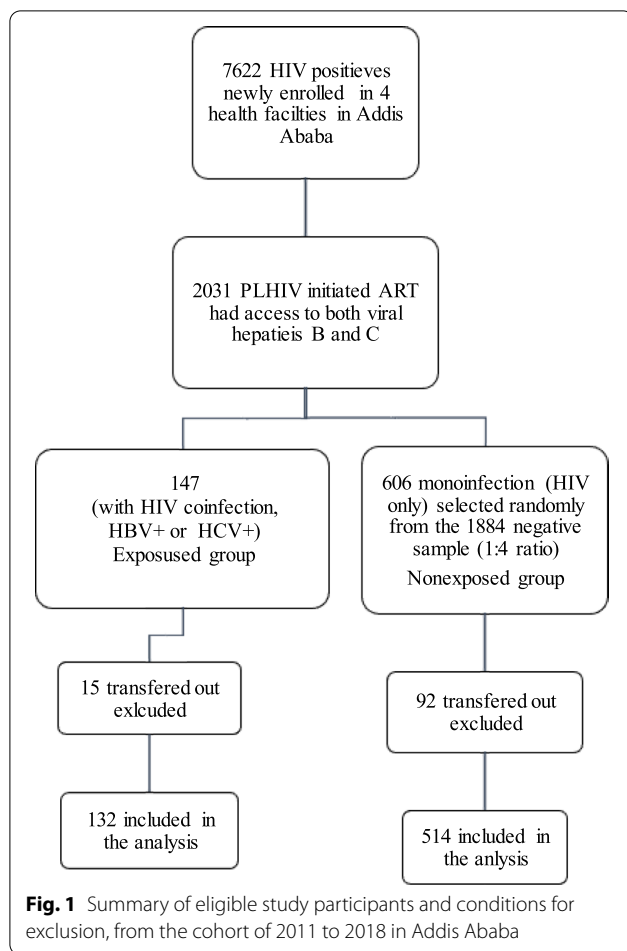 7622 HIV positieves
newly enrolled in 4
health facilties in Addis
Ababa
2031 PLHIV initiated ART
had access to both viral
hepatieis B and C
147
(with HIV coinfection,
HBV+ or HCV+)
Exposused group
606 monoinfection (HIV
only) selected randomly
from the 1884 negative
sample (1:4 ratio)
Nonexposed group
15 transfered out
exlcuded
92 transfered out
excluded
132 included in
the analysis
514 included in
the anlysis
Fig. 1 Summary of eligible study participants and conditions for
exclusion, from the cohort of 2011 to 2018 in Addis Ababa